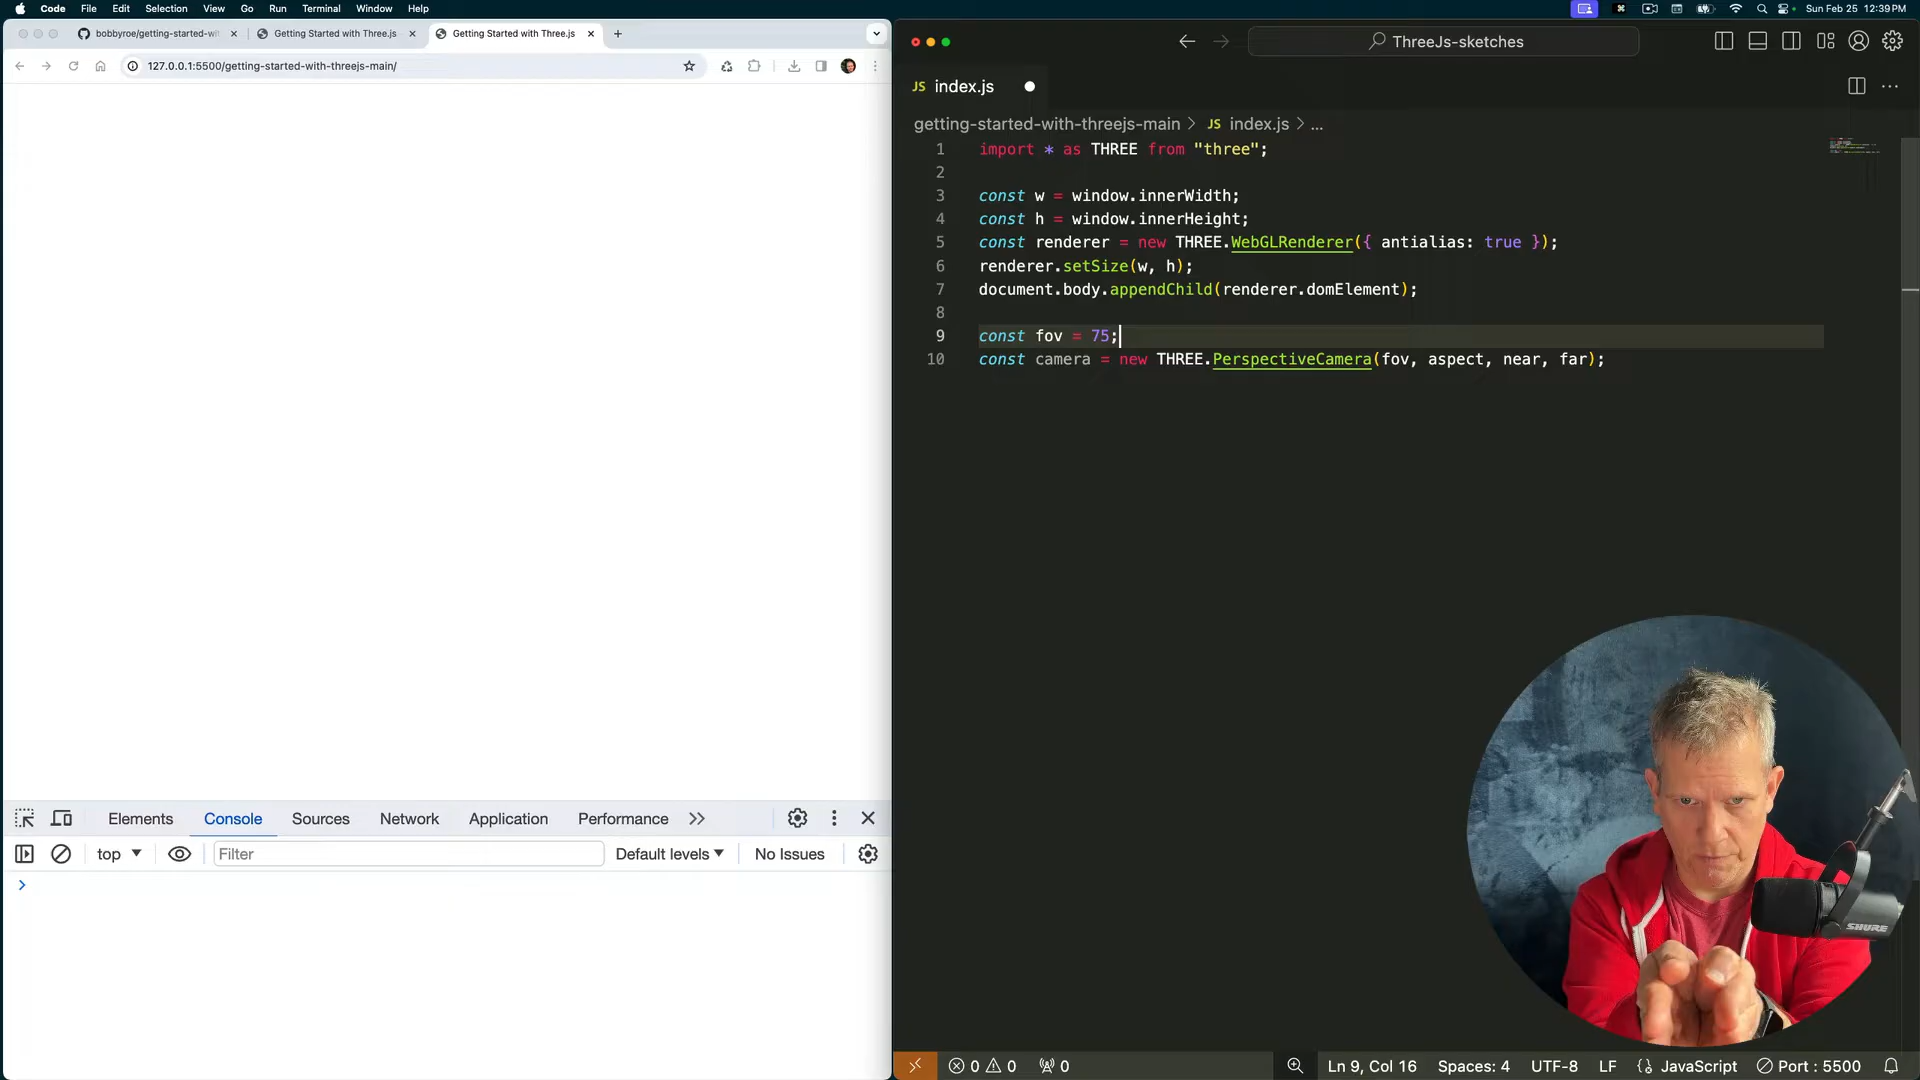 Code File Edit Selection View Go Run Terminal Window Help
Sun Feb 25 12:39 PM
bobbyroe/getting-started-wi
Getting Started with Three.js
Getting Started with Three.js
127.0.0.1:5500/getting-started-with-threejs-main/
ThreeJs-sketches
JS index.js
getting-started-with-threejs-main > JS index.js > ...
1 import * as THREE from "three";
2
3 const w = window.innerWidth;
4 const h = window.innerHeight;
5 const renderer = new THREE.WebGLRenderer({ antialias: true });
6 renderer.setSize(w, h);
7 document.body.appendChild(renderer.domElement);
8
9 const fov = 75;
10 const camera = new THREE.PerspectiveCamera(fov, aspect, near, far);
Elements Console Sources Network Application Performance
top Filter Default levels No Issues
SHURE
0 0 0 Ln 9, Col 16 Spaces: 4 UTF-8 LF {} JavaScript Port : 5500